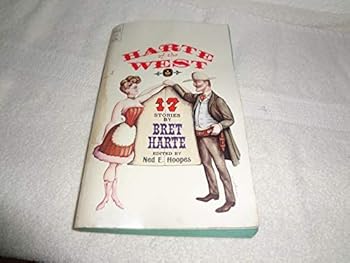 HARTE
of the
WEST
17
STORIES
BY
BRET
HARTE
EDITED BY
Ned E. Hoopes